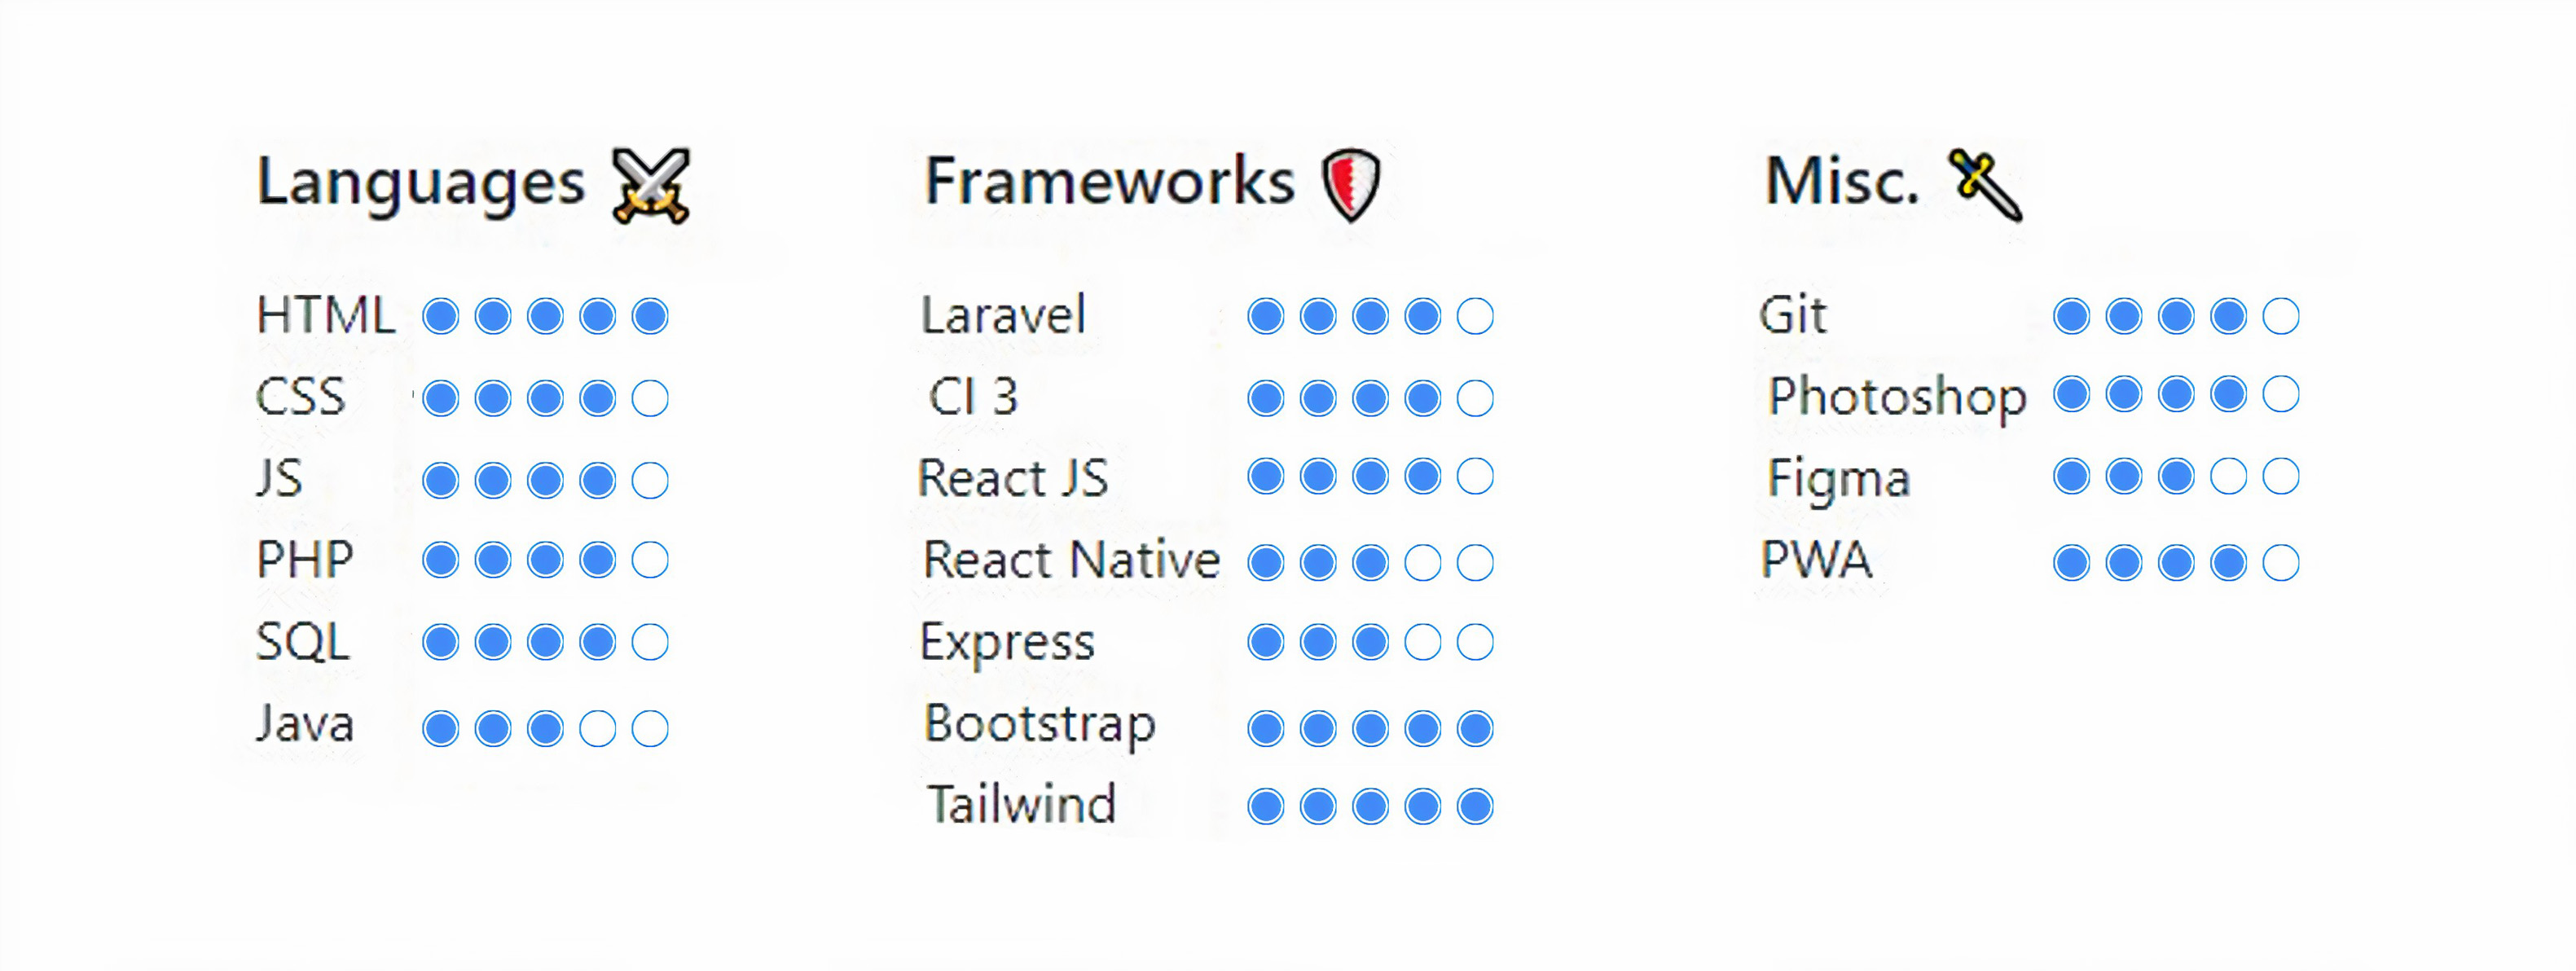 Languages
HTML
CSS
JS
PHP
SQL
Java
Frameworks
Laravel
CI 3
React JS
React Native
Express
Bootstrap
Tailwind
Misc.
Git
Photoshop
Figma
PWA